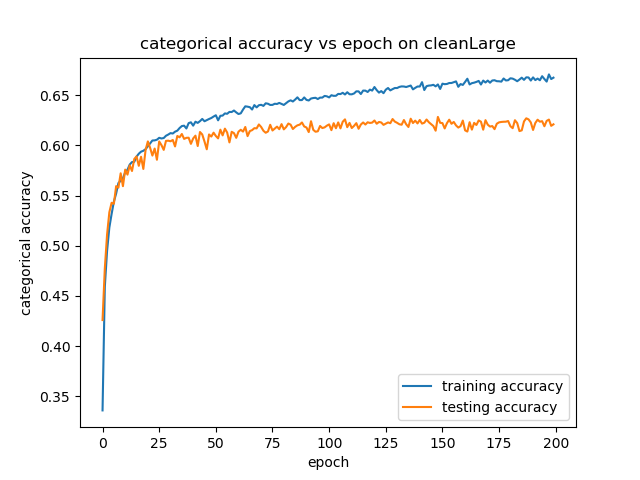 categorical accuracy vs epoch on cleanLarge
0.65
0.60
0.55
0.50
0.45
0.40
0.35
categorical accuracy
training accuracy
testing accuracy
0 25 50 75 100 125 150 175 200
epoch